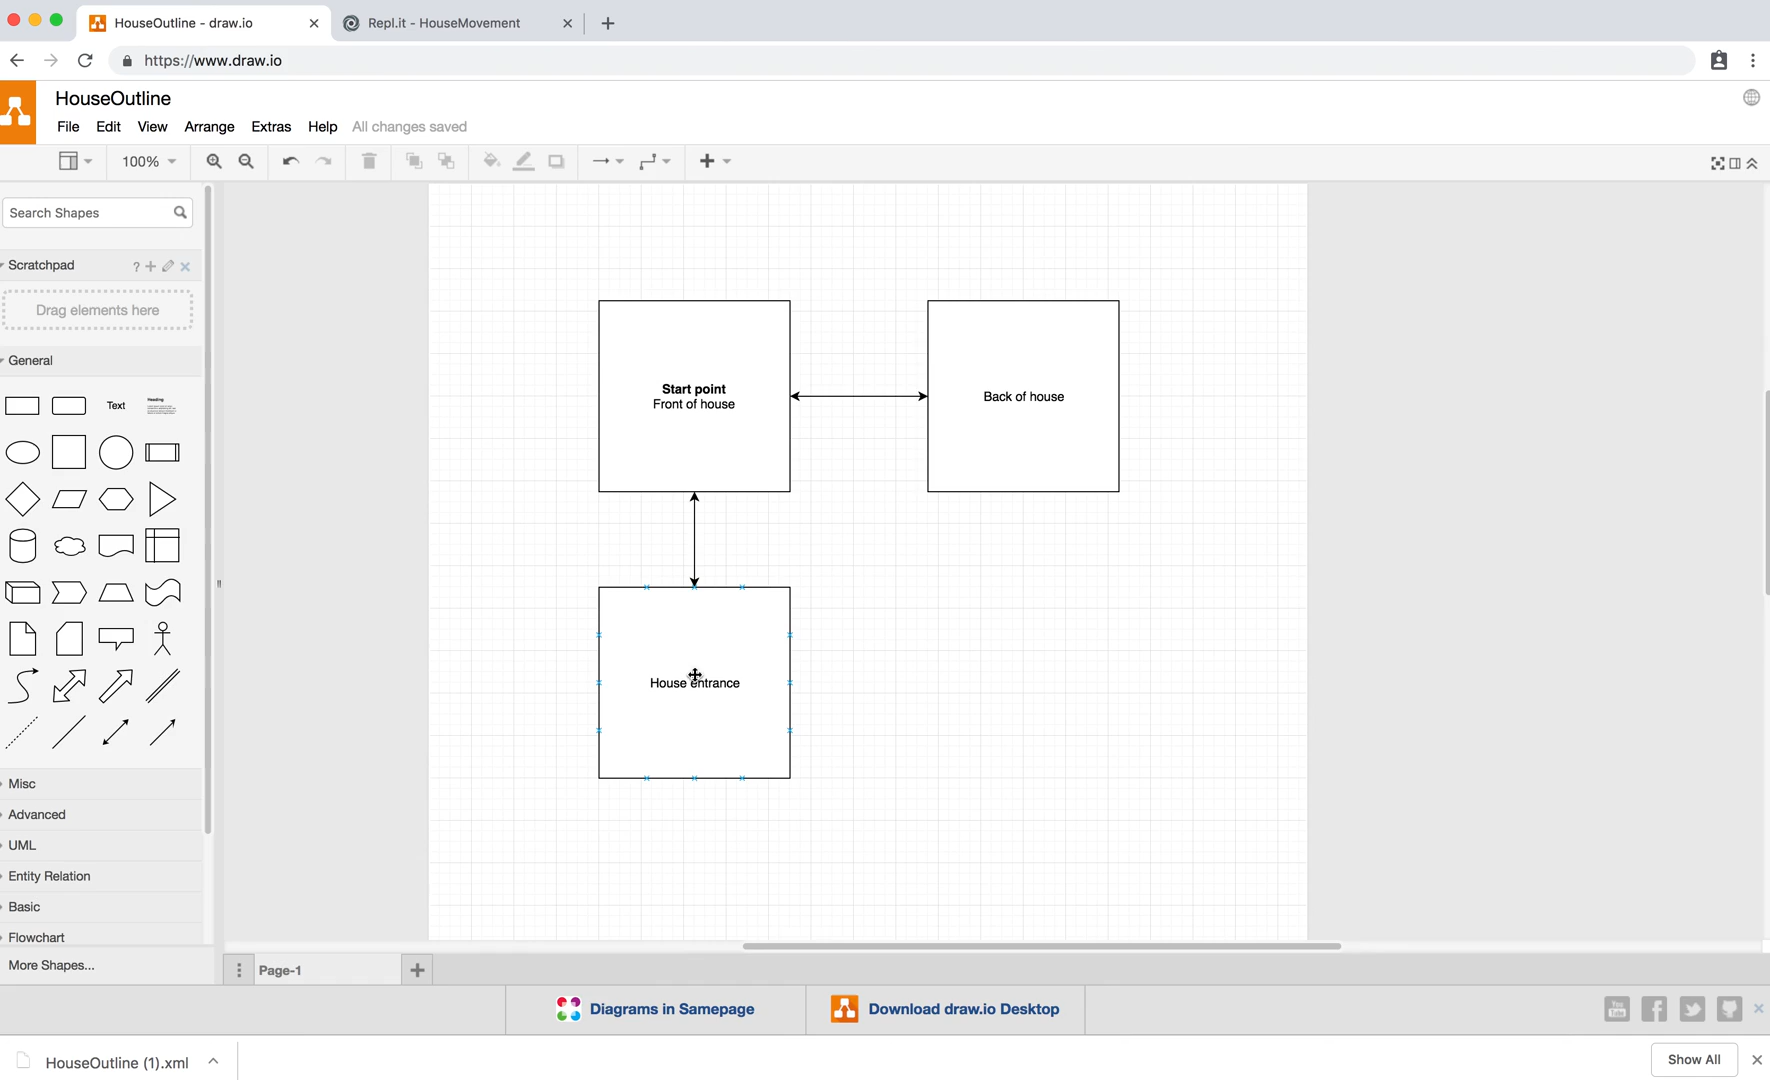 HouseOutline - draw.io
Repl.it - HouseMovement
https://www.draw.io
HouseOutline
File Edit View Arrange Extras Help All changes saved
100%
Search Shapes
Scratchpad
?
Drag elements here
General
Text
Heading
Start point
Front of house
Back of house
House entrance
Misc
Advanced
UML
Entity Relation
Basic
Flowchart
More Shapes...
Page-1
Diagrams in Samepage
Download draw.io Desktop
You
Tube
HouseOutline (1).xml
Show All